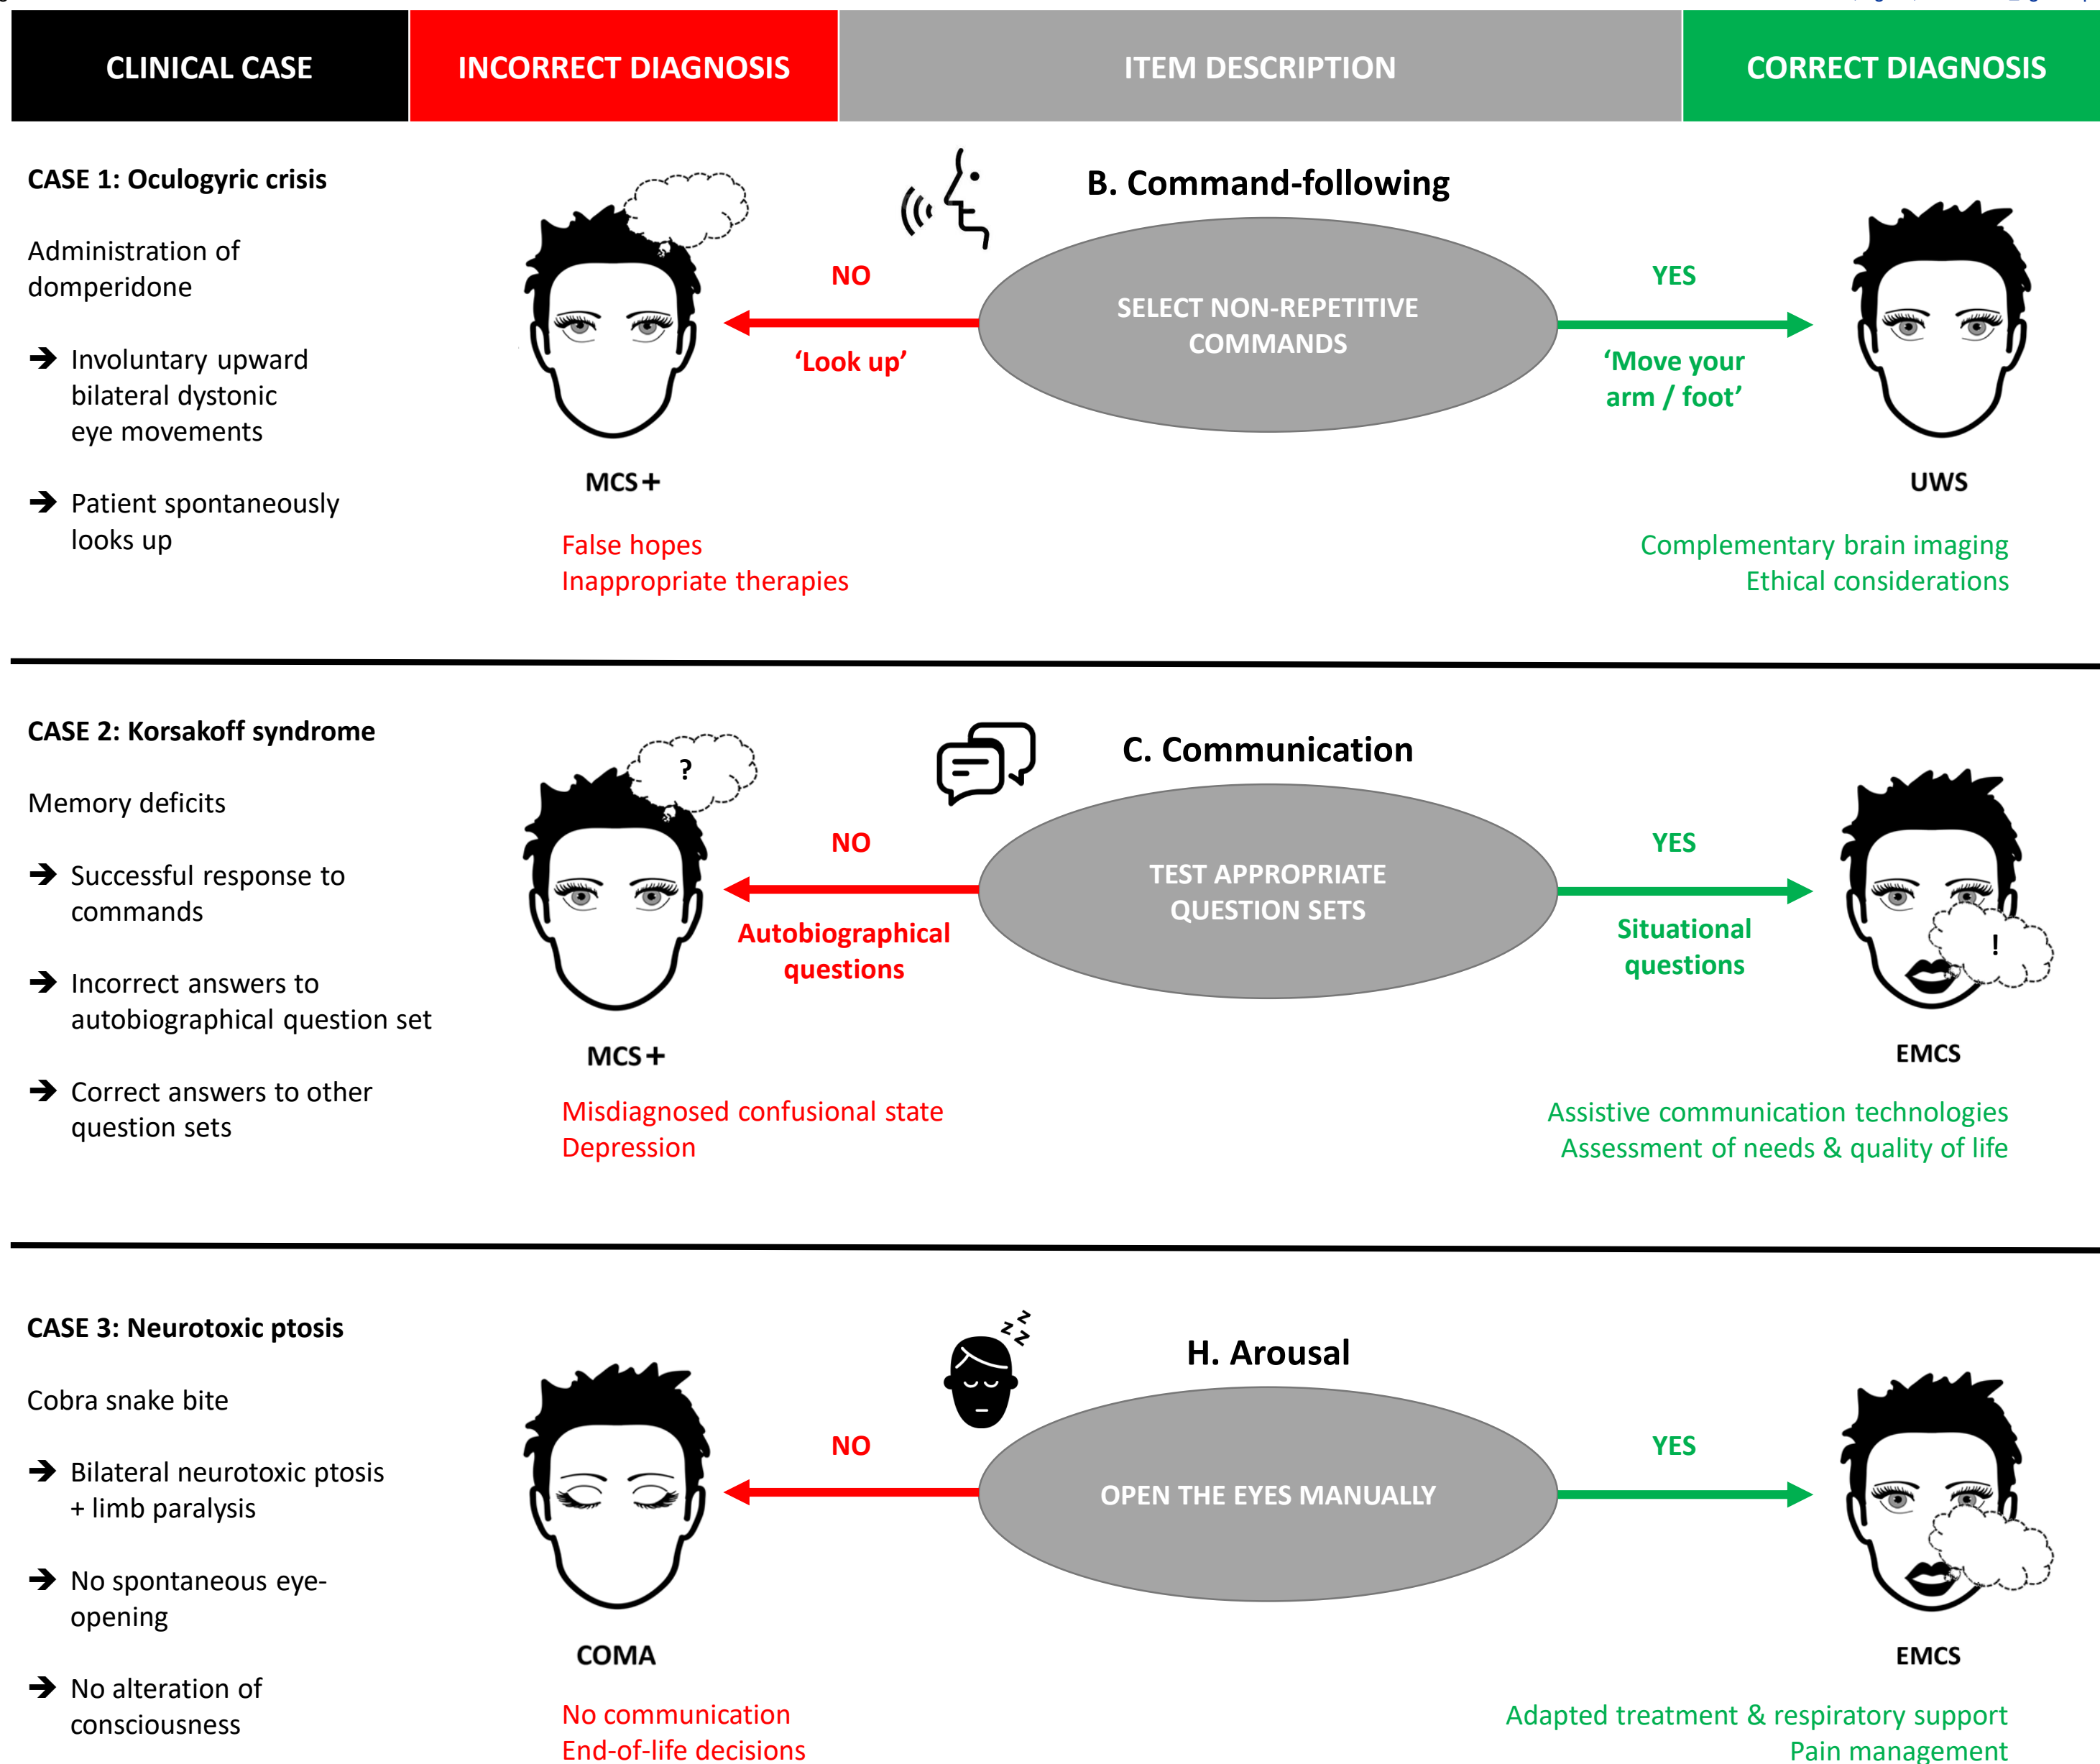 CLINICAL CASE
INCORRECT DIAGNOSIS
ITEM DESCRIPTION
CORRECT DIAGNOSIS
CASE 1: Oculogyric crisis
Administration of
domperidone
➔ Involuntary upward
bilateral dystonic
eye movements
➔ Patient spontaneously
looks up
MCS+
False hopes
Inappropriate therapies
B. Command-following
NO
'Look up'
SELECT NON-REPETITIVE
COMMANDS
YES
'Move your
arm / foot'
UWS
Complementary brain imaging
Ethical considerations
CASE 2: Korsakoff syndrome
Memory deficits
➔ Successful response to
commands
➔ Incorrect answers to
autobiographical question set
➔ Correct answers to other
question sets
?
MCS+
Misdiagnosed confusional state
Depression
C. Communication
NO
Autobiographical
questions
TEST APPROPRIATE
QUESTION SETS
YES
Situational
questions
!
EMCS
Assistive communication technologies
Assessment of needs & quality of life
CASE 3: Neurotoxic ptosis
Cobra snake bite
➔ Bilateral neurotoxic ptosis
+ limb paralysis
➔ No spontaneous eye-
opening
➔ No alteration of
consciousness
COMA
No communication
End-of-life decisions
z z z z
H. Arousal
NO
OPEN THE EYES MANUALLY
YES
EMCS
Adapted treatment & respiratory support
Pain management